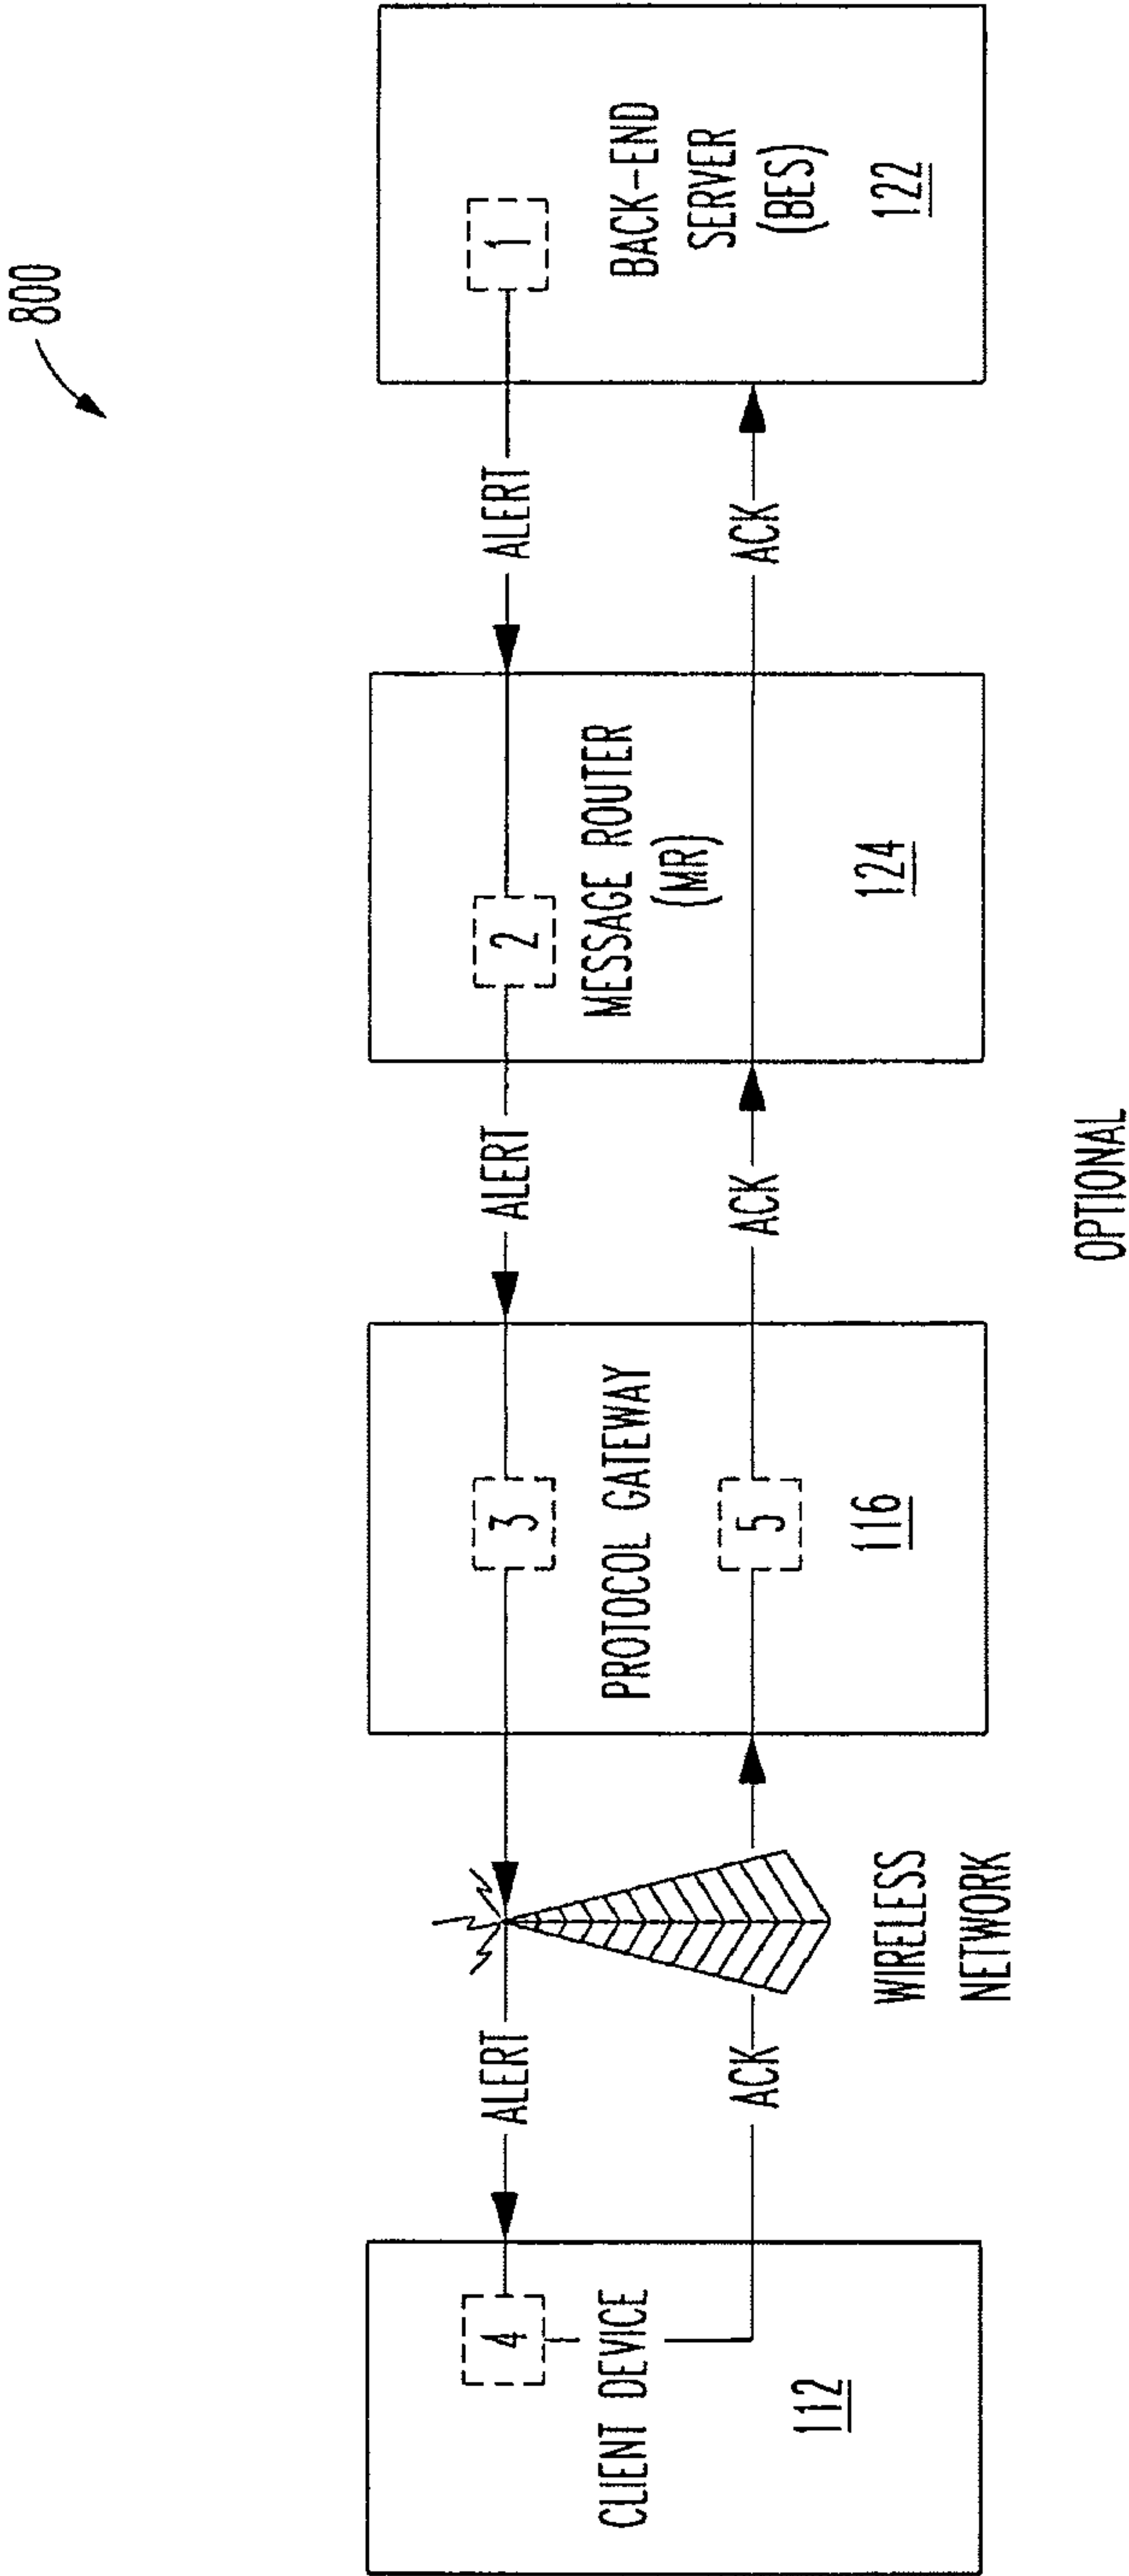 800
ALERT
ALERT
ALERT
4
3
2
1
CLIENT DEVICE
112
PROTOCOL GATEWAY
5
116
MESSAGE ROUTER
(MR)
124
BACK-END
SERVER
(BES)
122
ACK
ACK
ACK
WIRELESS
NETWORK
OPTIONAL